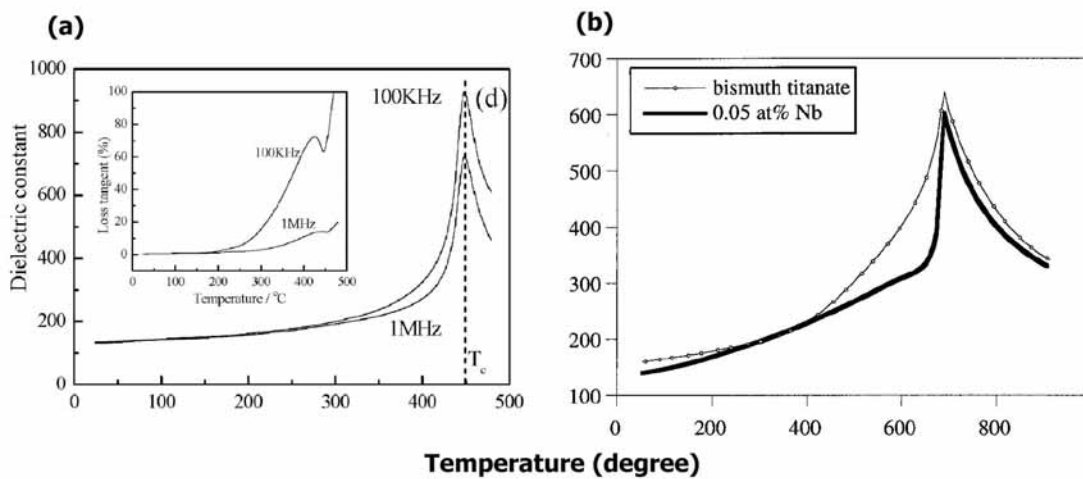 (a)
1000
800
600
400
200
0
Dielectric constant
0
100
200
300
400
500
100KHz
(d)
1MHz
T_c
100
80
60
40
20
0
Loss tangent (%)
100KHz
1MHz
0
100
200
300
400
500
Temperature / °C
(b)
700
600
500
400
300
200
100
bismuth titanate
0.05 at% Nb
0
200
400
600
800
Temperature (degree)